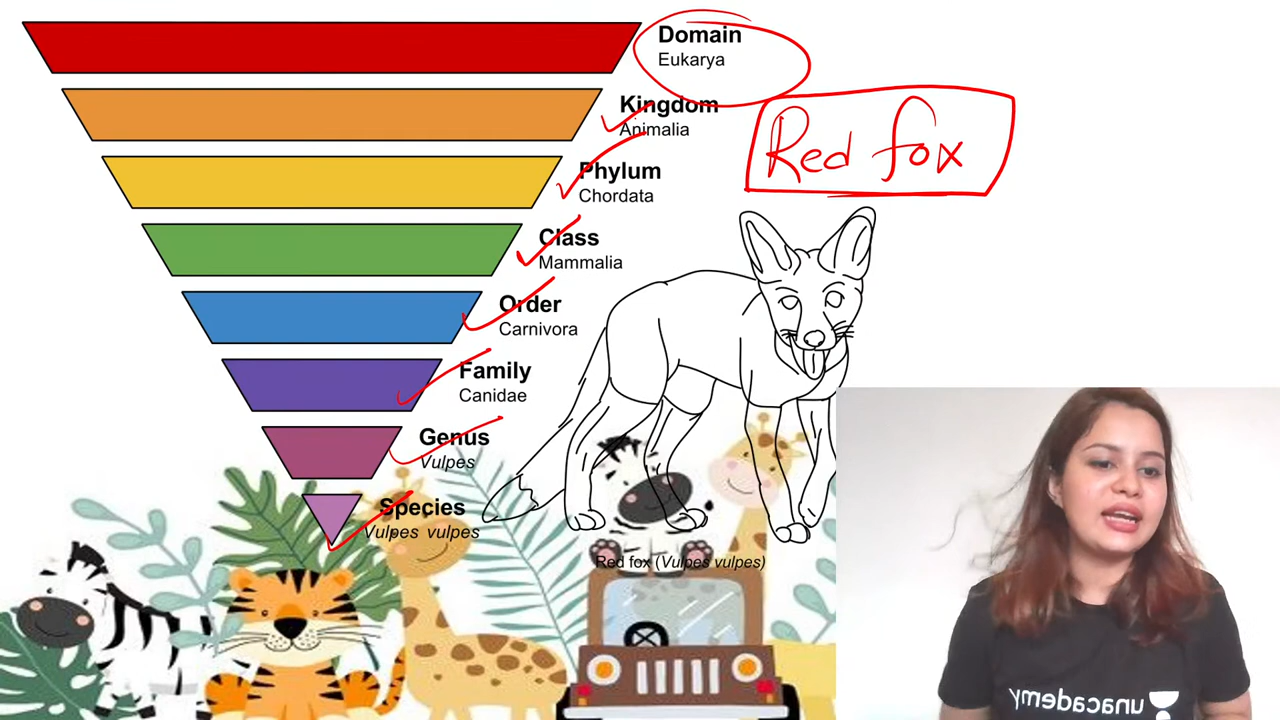 Domain
Eukarya
Kingdom
Animalia
Red fox
Phylum
Chordata
Class
Mammalia
Order
Carnivora
Family
Canidae
Genus
Vulpes
Species
Vulpes vulpes
Red fox (Vulpes vulpes)
unacademy